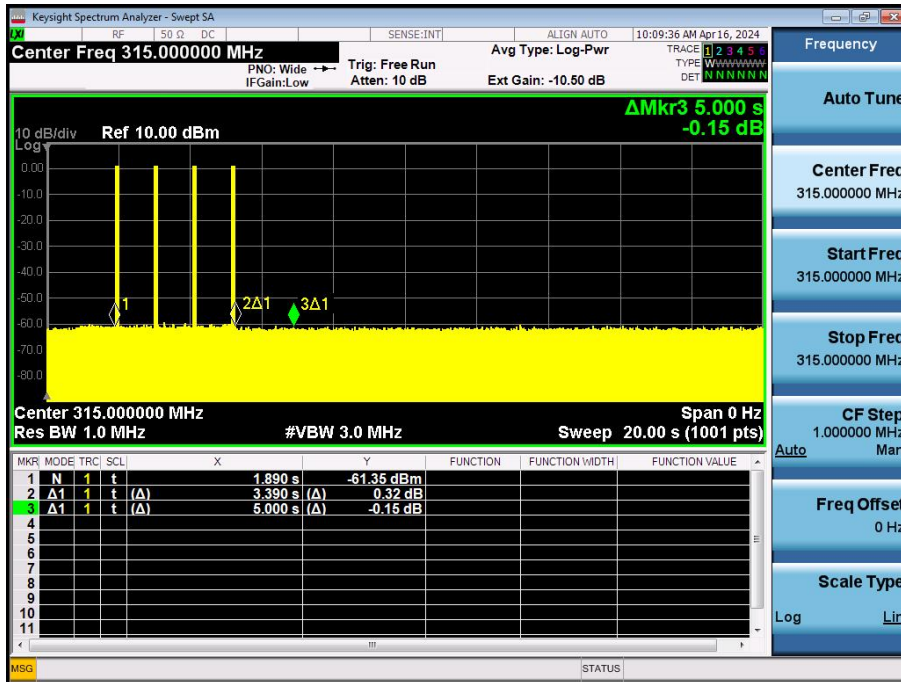 Keysight Spectrum Analyzer - Swept SA
LXI RF 50 Ω DC SENSE:INT ALIGN AUTO 10:09:36 AM Apr 16, 2024
Center Freq 315.000000 MHz
PNO: Wide
IFGain:Low
Trig: Free Run
Atten: 10 dB
Avg Type: Log-Pwr
Ext Gain: -10.50 dB
TRACE 1 2 3 4 5 6
TYPE WWWWWW
DET N N N N N N
ΔMkr3 5.000 s
-0.15 dB
10 dB/div Ref 10.00 dBm
Log
0.00
-10.0
-20.0
-30.0
-40.0
-50.0
-60.0
-70.0
-80.0
1
2Δ1
3Δ1
Center 315.000000 MHz Span 0 Hz
Res BW 1.0 MHz #VBW 3.0 MHz Sweep 20.00 s (1001 pts)
MKR MODE TRC SCL X Y FUNCTION FUNCTION WIDTH FUNCTION VALUE
1 N 1 t 1.890 s -61.35 dBm
2 Δ1 1 t (Δ) 3.390 s (Δ) 0.32 dB
3 Δ1 1 t (Δ) 5.000 s (Δ) -0.15 dB
4
5
6
7
8
9
10
11
MSG STATUS
Frequency
Auto Tune
Center Freq
315.000000 MHz
Start Freq
315.000000 MHz
Stop Freq
315.000000 MHz
CF Step
1.000000 MHz
Auto Man
Freq Offset
0 Hz
Scale Type
Log Lin